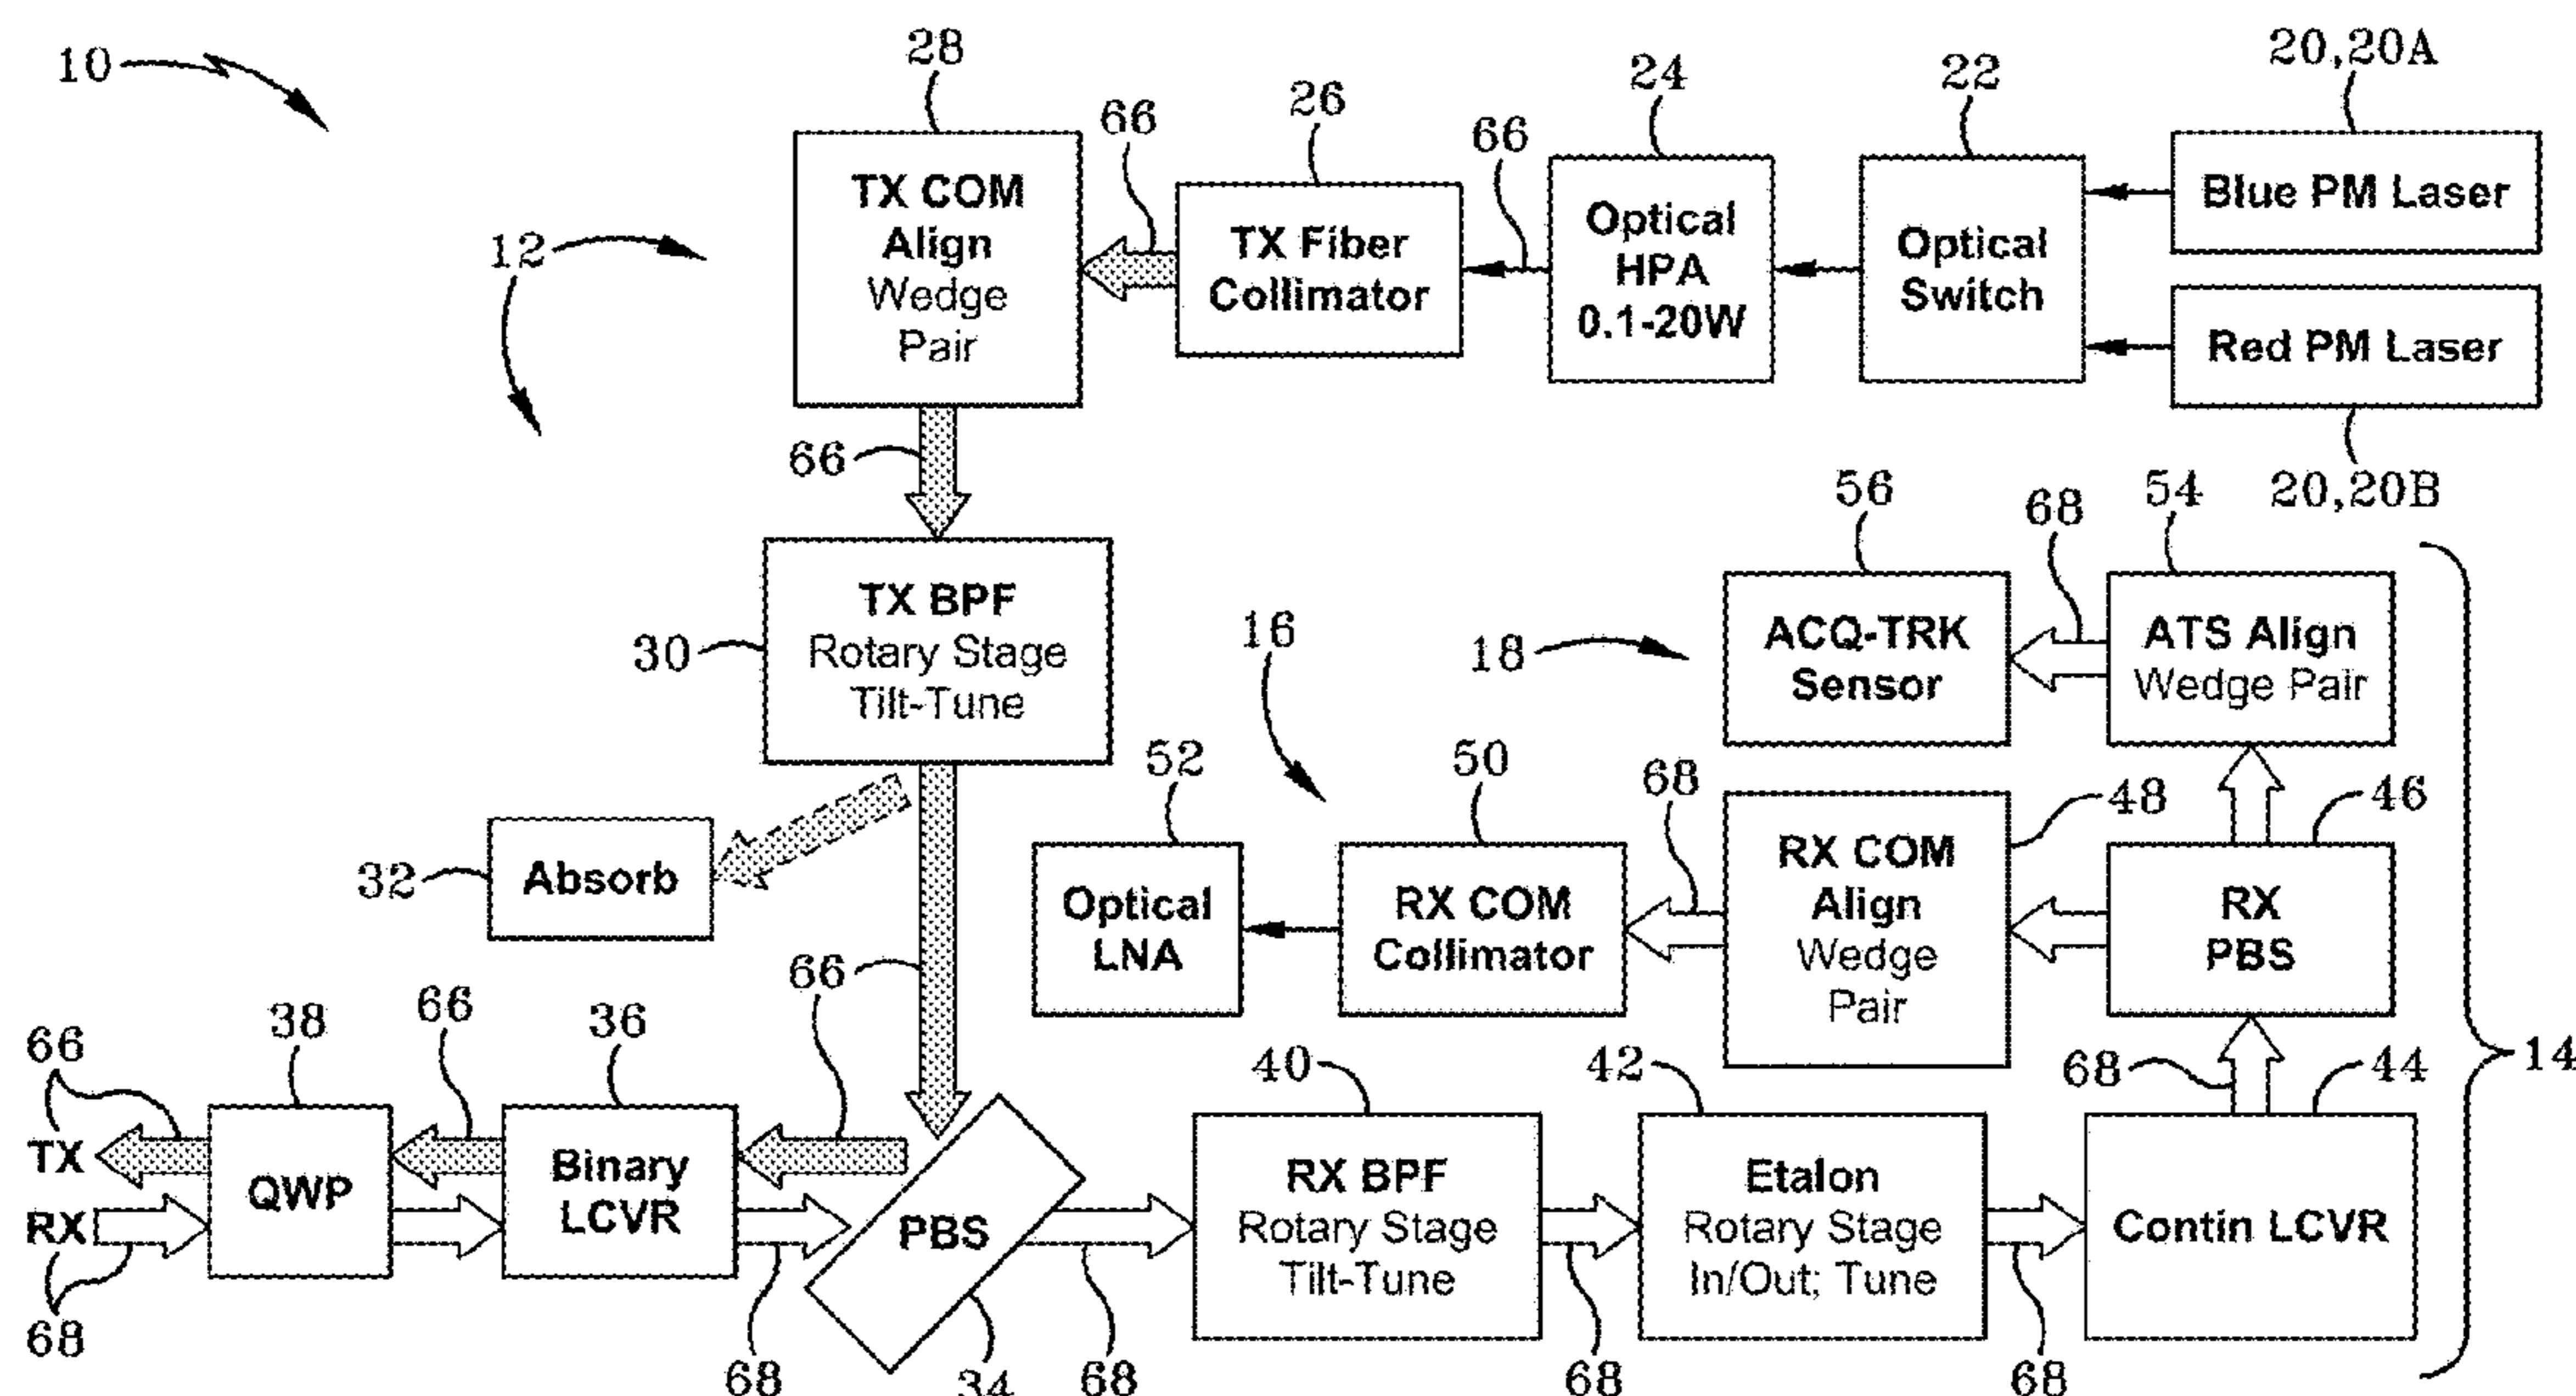 10
28
26
24
22
20,20A
66
66
12
TX COM
Align
Wedge
Pair
TX Fiber
Collimator
Optical
HPA
0.1-20W
Optical
Switch
Blue PM Laser
Red PM Laser
20,20B
66
30
TX BPF
Rotary Stage
Tilt-Tune
56
54
68
18
ACQ-TRK
Sensor
ATS Align
Wedge Pair
16
52
50
68
48
46
32
Absorb
Optical
LNA
RX COM
Collimator
RX COM
Align
Wedge
Pair
RX
PBS
14
66
66
38
66
36
40
42
68
44
TX
RX
QWP
Binary
LCVR
PBS
RX BPF
Rotary Stage
Tilt-Tune
Etalon
Rotary Stage
In/Out; Tune
Contin LCVR
68
68
34
68
68
68